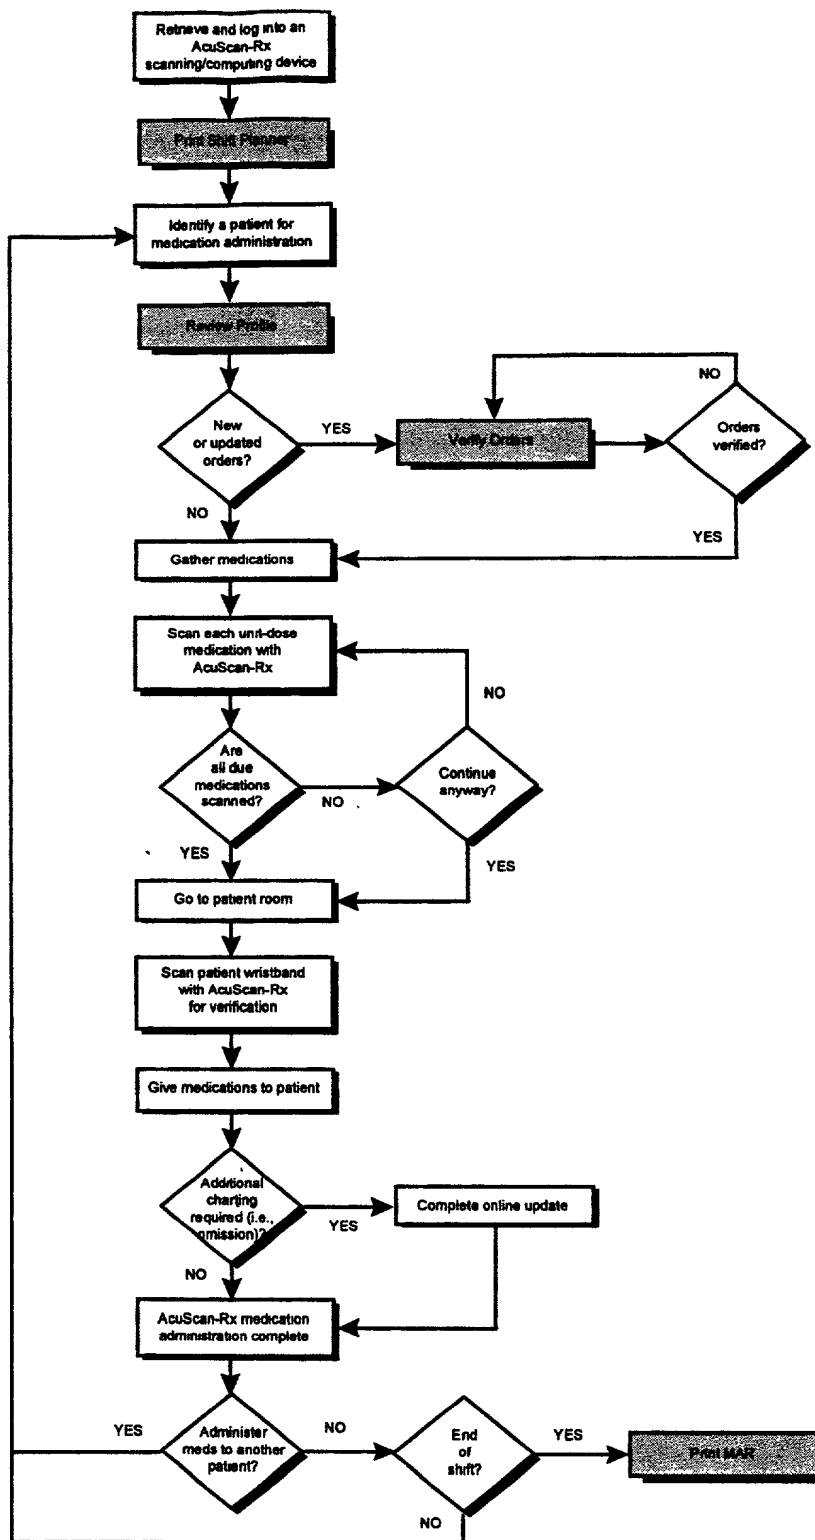 Retrieve and log into an
AcuScan-Rx
scanning/computing device
Print Shift Planner
Identify a patient for
medication administration
Review Profile
New
or updated
orders?
YES
Verify Orders
NO
Orders
verified?
NO
YES
Gather medications
Scan each unit-dose
medication with
AcuScan-Rx
NO
Are
all due
medications
scanned?
NO
Continue
anyway?
YES
YES
Go to patient room
Scan patient wristband
with AcuScan-Rx
for verification
Give medications to patient
Additional
charting
required (i.e.,
omission)?
YES
Complete online update
NO
AcuScan-Rx medication
administration complete
YES
Administer
meds to another
patient?
NO
End
of
shift?
YES
Print MAR
NO